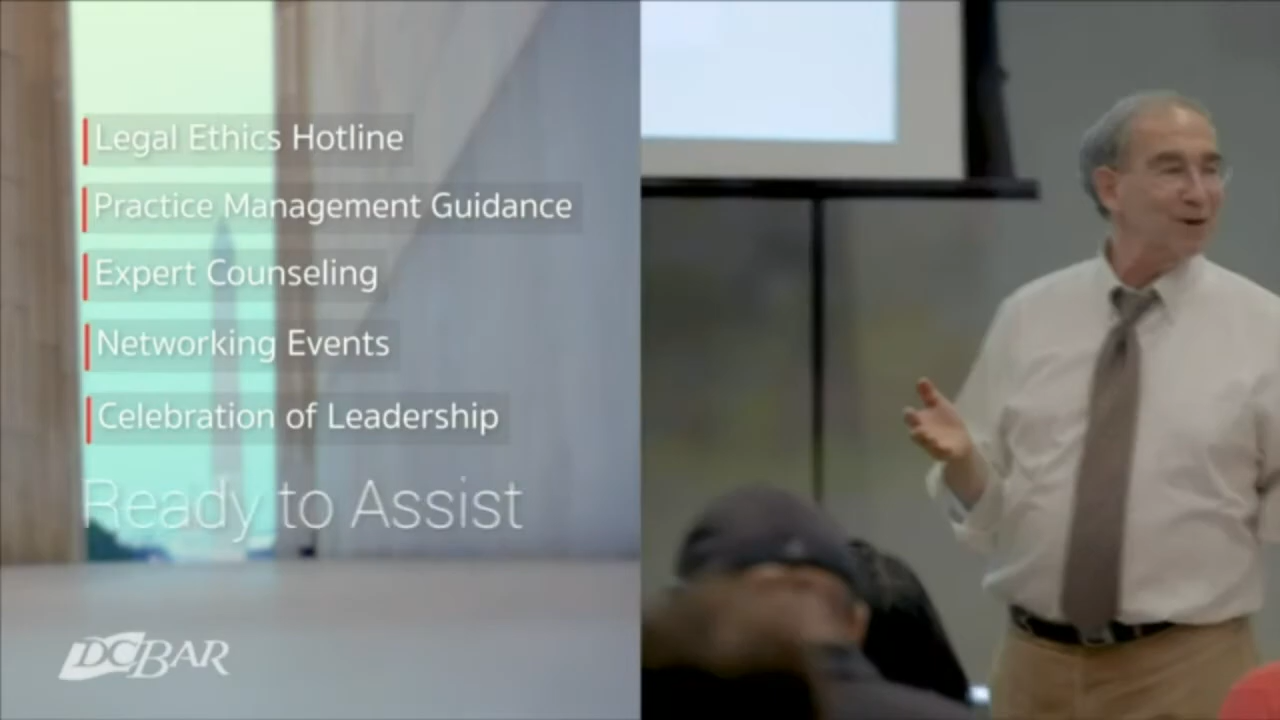 Legal Ethics Hotline
Practice Management Guidance
Expert Counseling
Networking Events
Celebration of Leadership
Ready to Assist
DC BAR